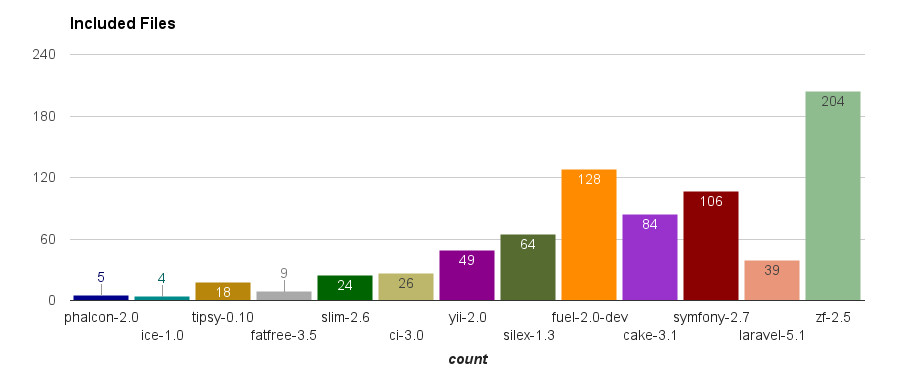 Included Files
240
180
120
60
0
5
4
18
9
24
26
49
64
128
84
106
39
204
phalcon-2.0
ice-1.0
tipsy-0.10
fatfree-3.5
slim-2.6
ci-3.0
yii-2.0
silex-1.3
fuel-2.0-dev
cake-3.1
symfony-2.7
laravel-5.1
zf-2.5
count